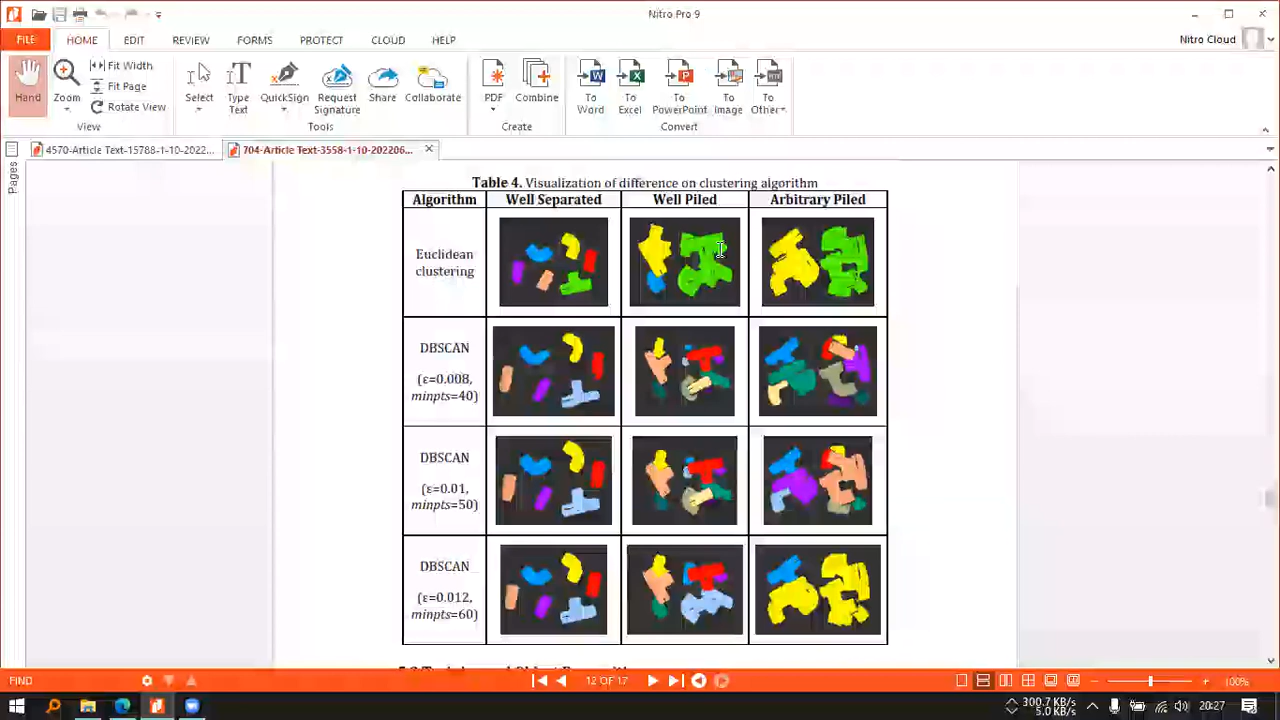 Nitro Pro 9
FILE HOME EDIT REVIEW FORMS PROTECT CLOUD HELP Nitro Cloud
Hand
Zoom
Fit Width
Fit Page
Rotate View
View
Select
Type Text
QuickSign
Request Signature
Share
Collaborate
Tools
PDF
Combine
Create
To Word
To Excel
To PowerPoint
To Image
To Other
Convert
4570-Article Text-15788-1-10-2022...
704-Article Text-3558-1-10-202206...
Pages
Table 4. Visualization of difference on clustering algorithm
Algorithm Well Separated Well Piled Arbitrary Piled
Euclidean
clustering
DBSCAN
(ε=0.008,
minpts=40)
DBSCAN
(ε=0.01,
minpts=50)
DBSCAN
(ε=0.012,
minpts=60)
FIND
12 OF 17
100%
300.7 KB/s
5.0 KB/s
20:27